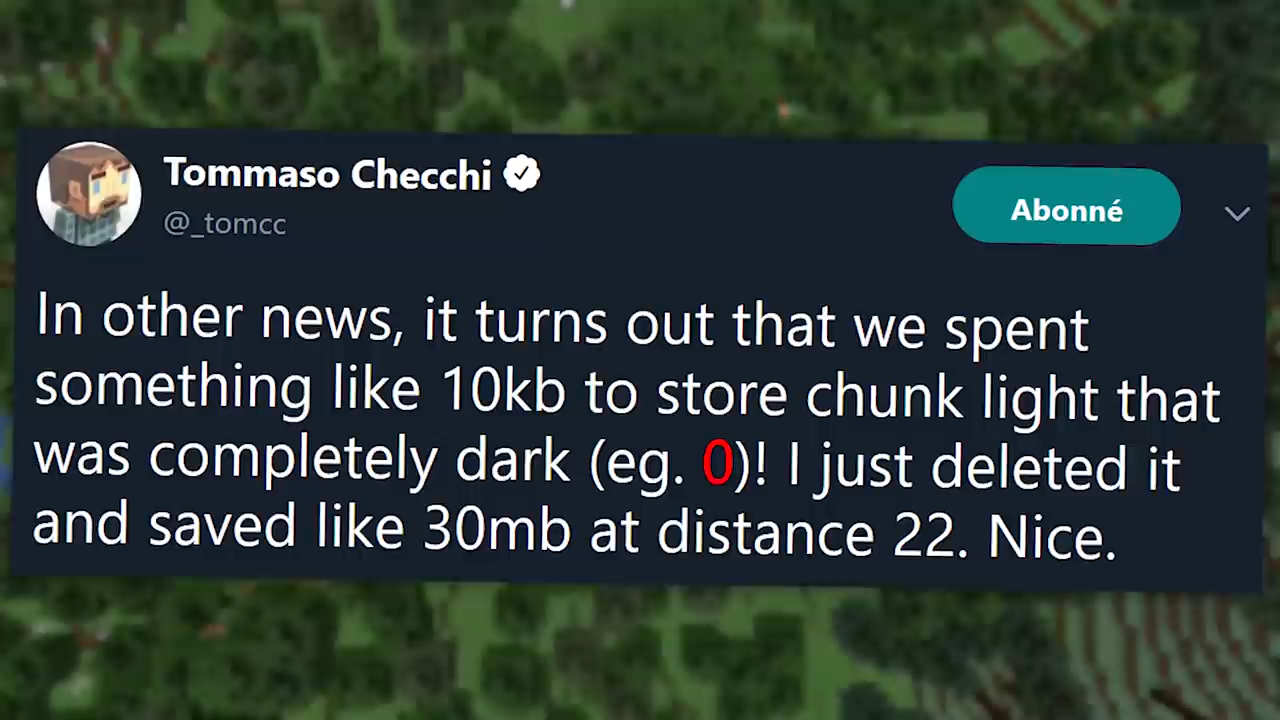 Tommaso Checchi
@_tomcc
Abonné
In other news, it turns out that we spent
something like 10kb to store chunk light that
was completely dark (eg. 0)! I just deleted it
and saved like 30mb at distance 22. Nice.